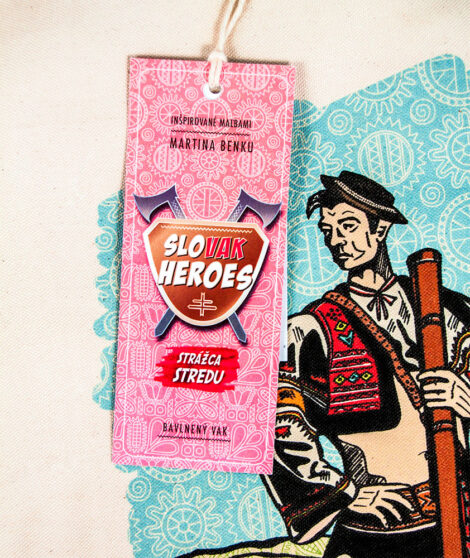 INŠPIROVANÉ MAĽBAMI
MARTINA BENKU
SLOVAK
HEROES
STRÁŽCA
STREDU
BAVLNENÝ VAK